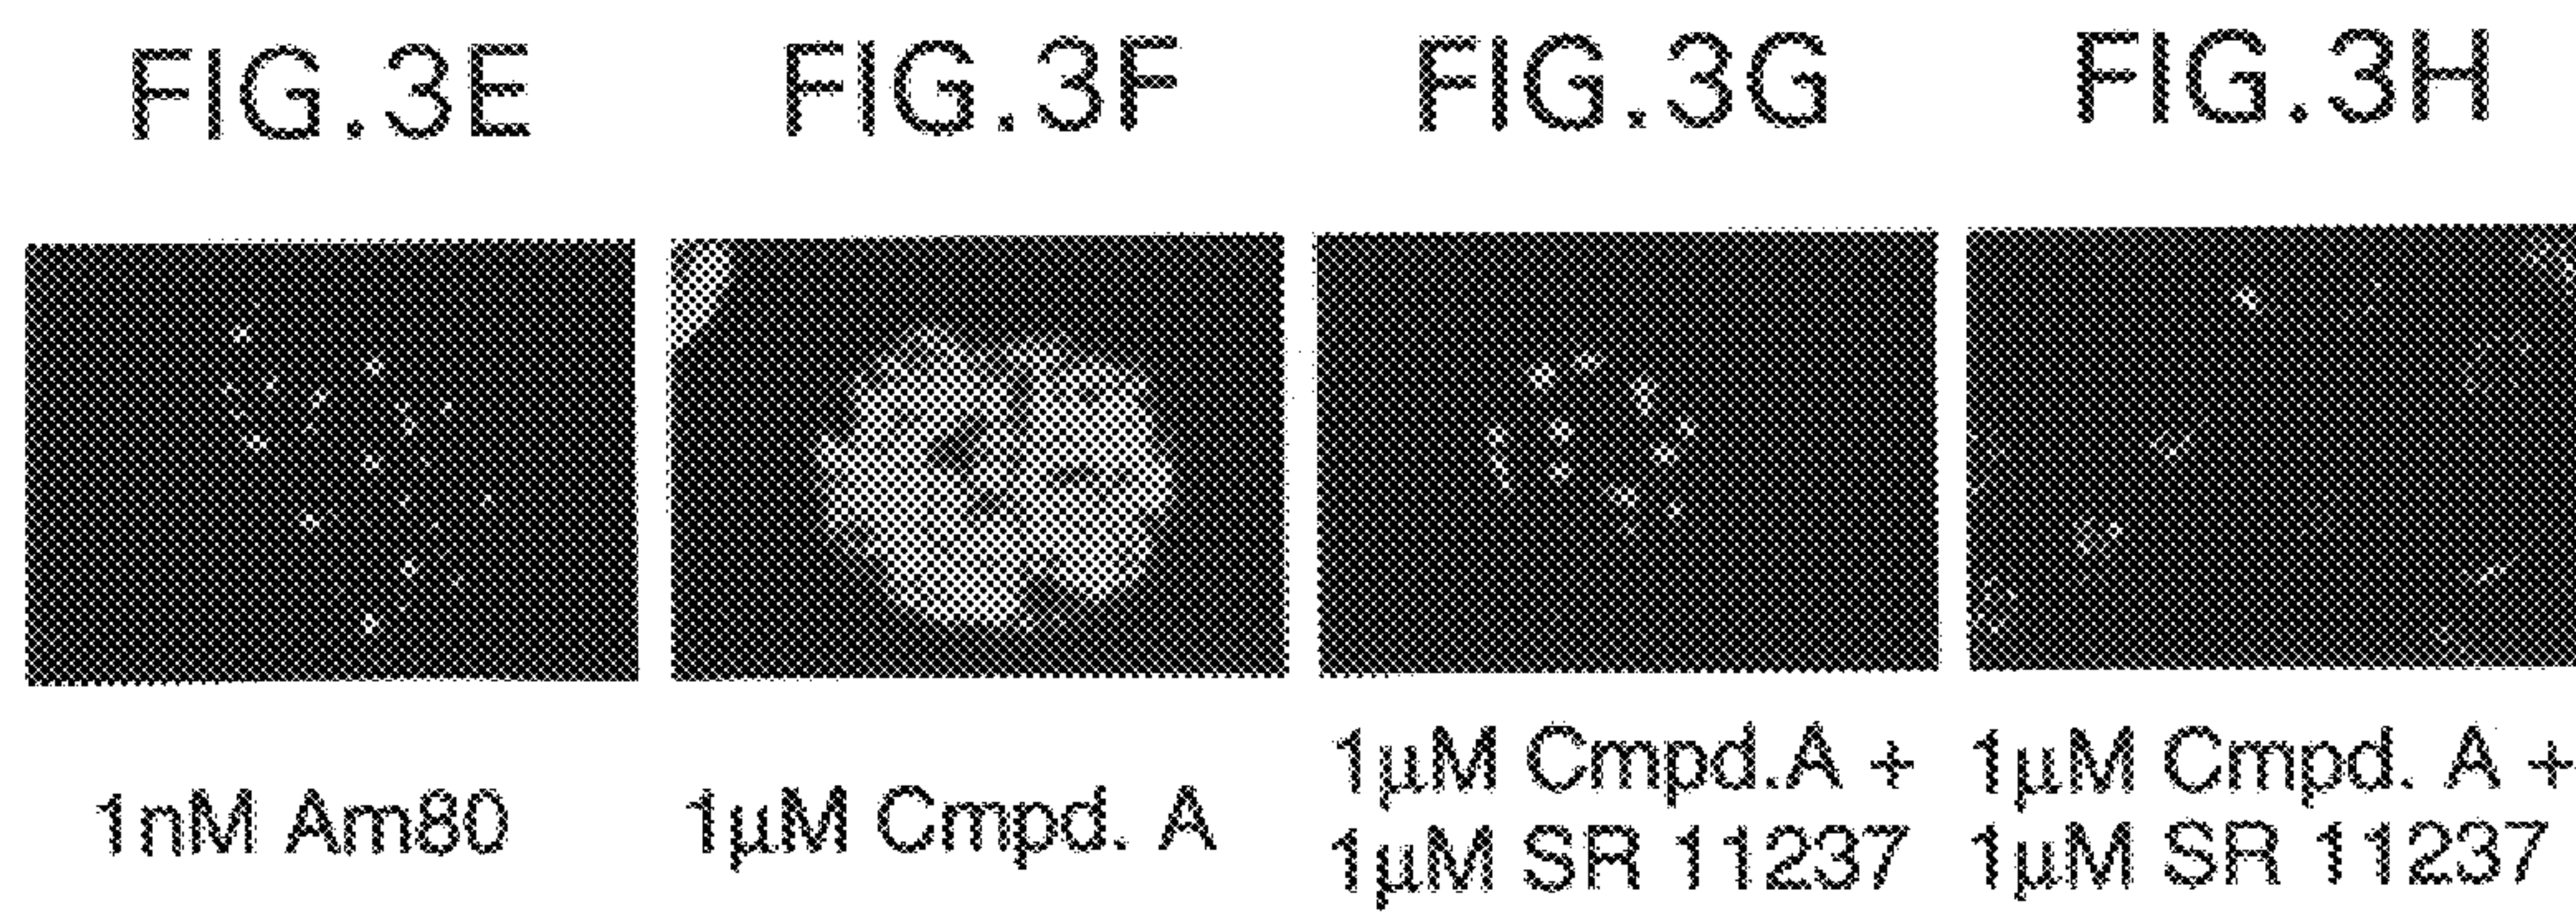 FIG.3E FIG.3F FIG.3G FIG.3H
1nM Am80
1µM Cmpd. A
1µM Cmpd.A +
1µM SR 11237
1µM Cmpd. A +
1µM SR 11237